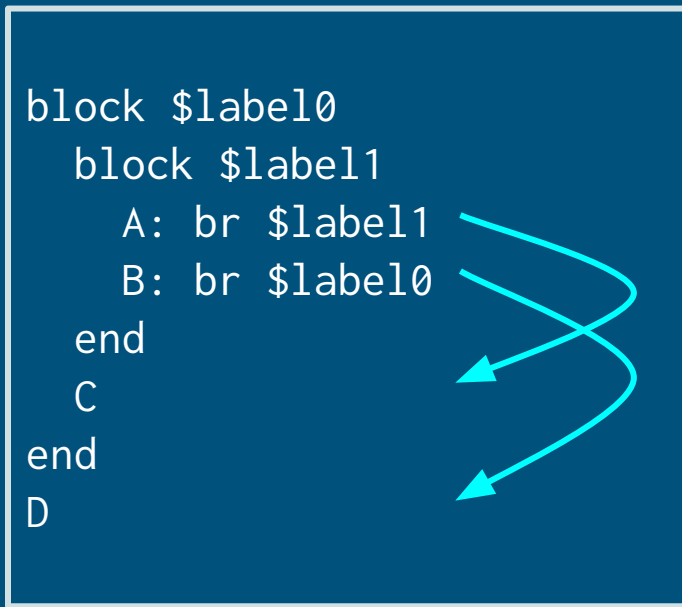 block $label0
block $label1
A: br $label1
B: br $label0
end
C
end
D